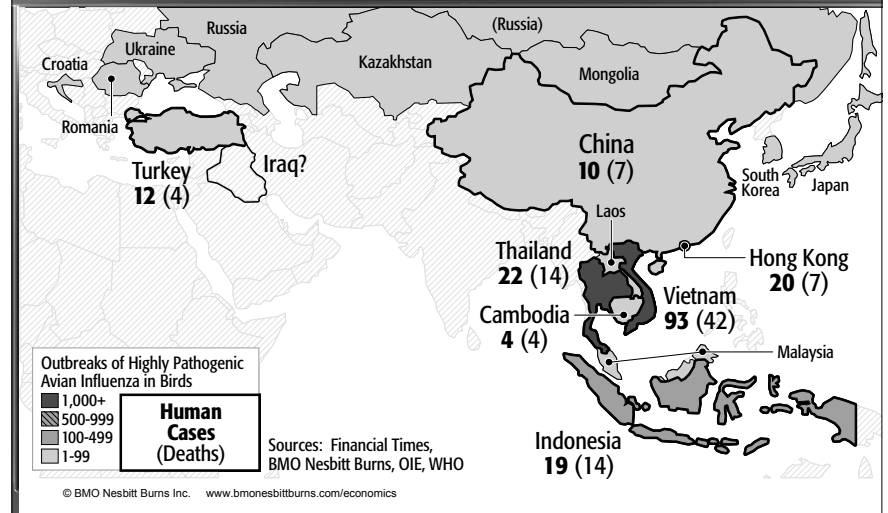 Russia
(Russia)
Ukraine
Croatia
Kazakhstan
Mongolia
Romania
China
10 (7)
Turkey
12 (4)
Iraq?
South
Korea
Japan
Laos
Thailand
22 (14)
Hong Kong
20 (7)
Cambodia
4 (4)
Vietnam
93 (42)
Malaysia
Indonesia
19 (14)
Outbreaks of Highly Pathogenic
Avian Influenza in Birds
1,000+
500-999
100-499
1-99
Human
Cases
(Deaths)
Sources: Financial Times,
BMO Nesbitt Burns, OIE, WHO
© BMO Nesbitt Burns Inc. www.bmonesbittburns.com/economics